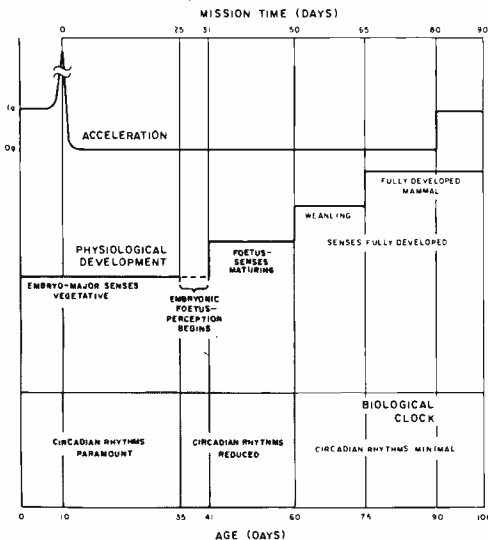 MISSION TIME (DAYS)
0 25 31 50 65 80 90
1g
ACCELERATION
0g
FULLY DEVELOPED
MAMMAL
WEANLING
PHYSIOLOGICAL
DEVELOPMENT
FOETUS-
SENSES
MATURING
SENSES FULLY DEVELOPED
EMBRYO-MAJOR SENSES
VEGETATIVE
EMBRYONIC
FOETUS-
PERCEPTION
BEGINS
BIOLOGICAL
CLOCK
CIRCADIAN RHYTHMS
PARAMOUNT
CIRCADIAN RHYTHMS
REDUCED
CIRCADIAN RHYTHMS MINIMAL
0 10 35 41 60 75 90 100
AGE (DAYS)